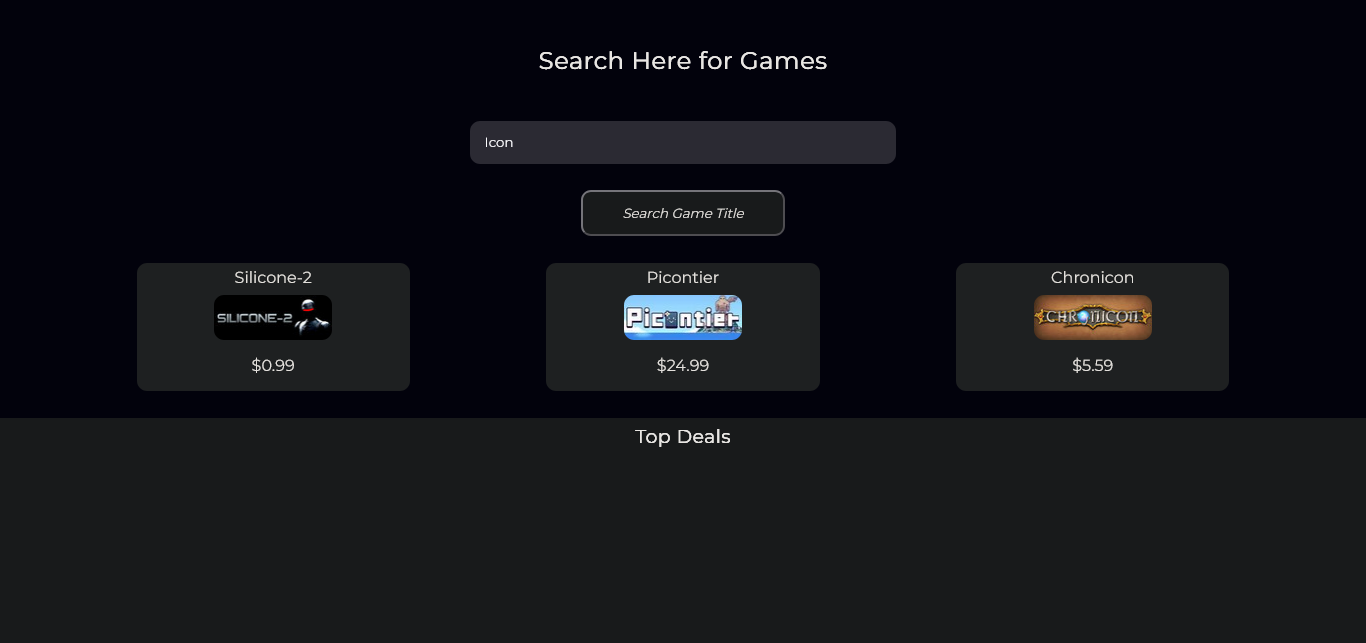 Search Here for Games
Icon
Search Game Title
Silicone-2
SILICONE-2
$0.99
Picontier
Picontier
$24.99
Chronicon
CHRONICON
$5.59
Top Deals